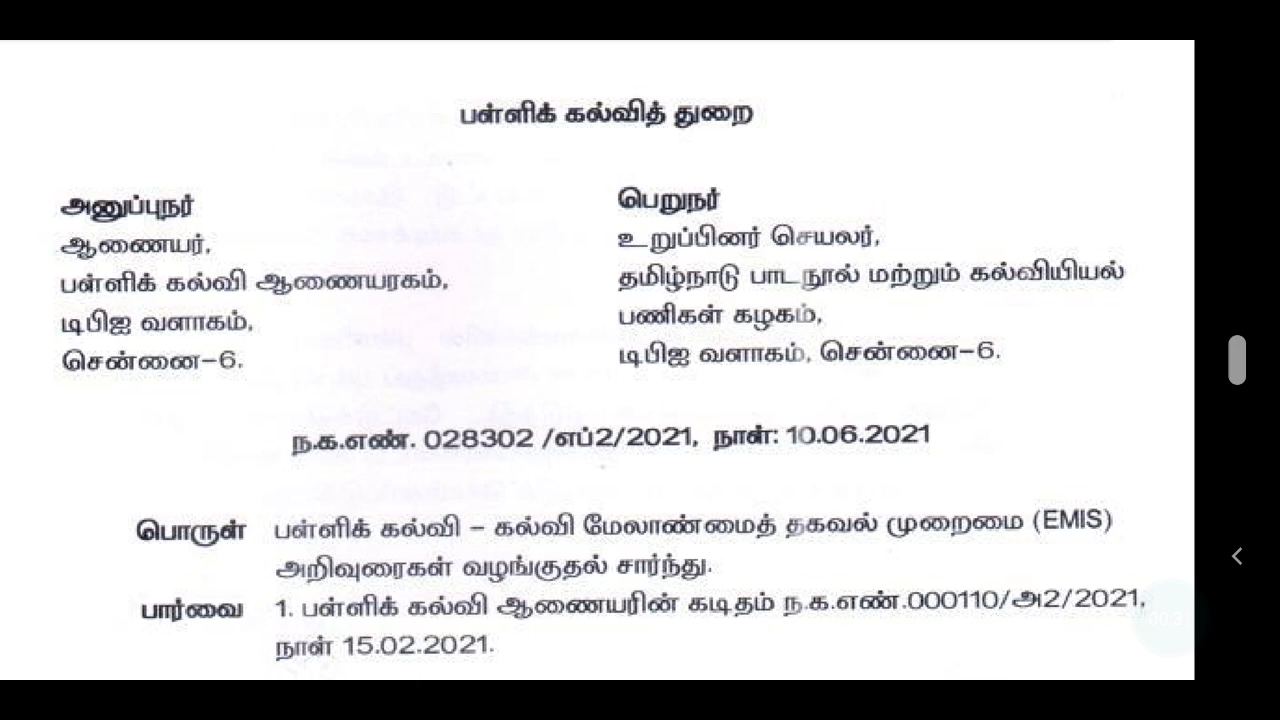 பள்ளிக் கல்வித் துறை
அனுப்புநர்
ஆணையர்,
பள்ளிக் கல்வி ஆணையரகம்,
டிபிஐ வளாகம்,
சென்னை-6.
பெறுநர்
உறுப்பினர் செயலர்,
தமிழ்நாடு பாடநூல் மற்றும் கல்வியியல்
பணிகள் கழகம்,
டிபிஐ வளாகம், சென்னை-6.
ந.க.எண். 028302 /எப்2/2021, நாள்: 10.06.2021
பொருள் பள்ளிக் கல்வி – கல்வி மேலாண்மைத் தகவல் முறைமை (EMIS)
அறிவுரைகள் வழங்குதல் சார்ந்து.
பார்வை 1. பள்ளிக் கல்வி ஆணையரின் கடிதம் ந.க.எண்.000110/அ2/2021,
நாள் 15.02.2021.